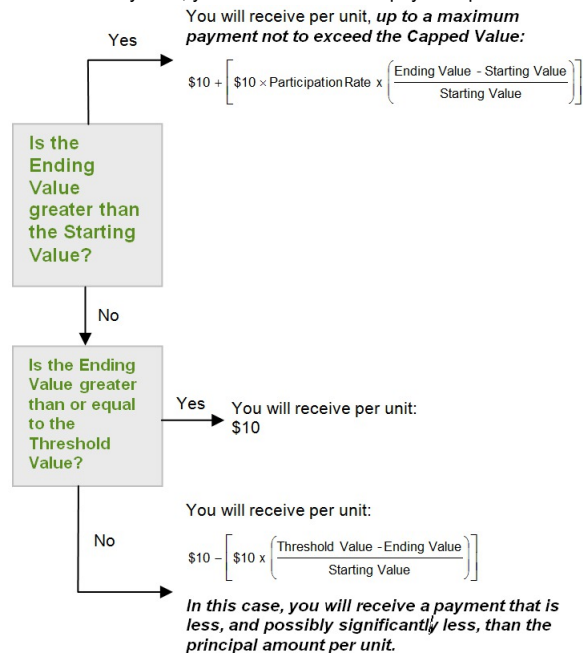 You will receive per unit, up to a maximum
payment not to exceed the Capped Value:
Yes
$10 + [ $10 × Participation Rate x ( Ending Value - Starting Value / Starting Value ) ]
Is the
Ending
Value
greater than
the Starting
Value?
No
Is the Ending
Value greater
than or equal
to the
Threshold
Value?
Yes
You will receive per unit:
$10
You will receive per unit:
No
$10 – [ $10 x ( Threshold Value - Ending Value / Starting Value ) ]
In this case, you will receive a payment that is
less, and possibly significantly less, than the
principal amount per unit.